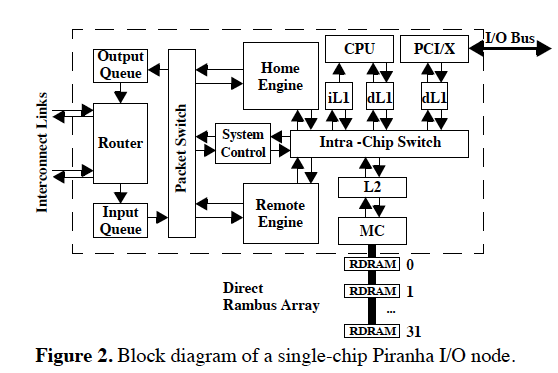 I/O Bus
Output
Queue
CPU
PCI/X
Home
Engine
iL1
dL1
dL1
Interconnect Links
Router
Packet Switch
System
Control
Intra -Chip Switch
L2
Input
Queue
Remote
Engine
MC
RDRAM 0
Direct
Rambus Array
RDRAM 1
...
RDRAM 31
Figure 2. Block diagram of a single-chip Piranha I/O node.